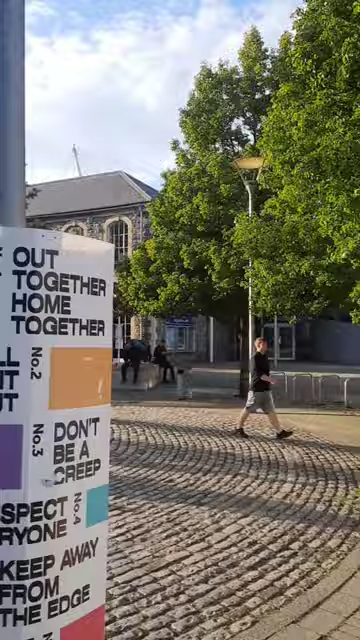 OUT
TOGETHER
HOME
TOGETHER
No.2
No.3
DON'T
BE A
CREEP
No.4
KEEP AWAY
FROM
THE EDGE